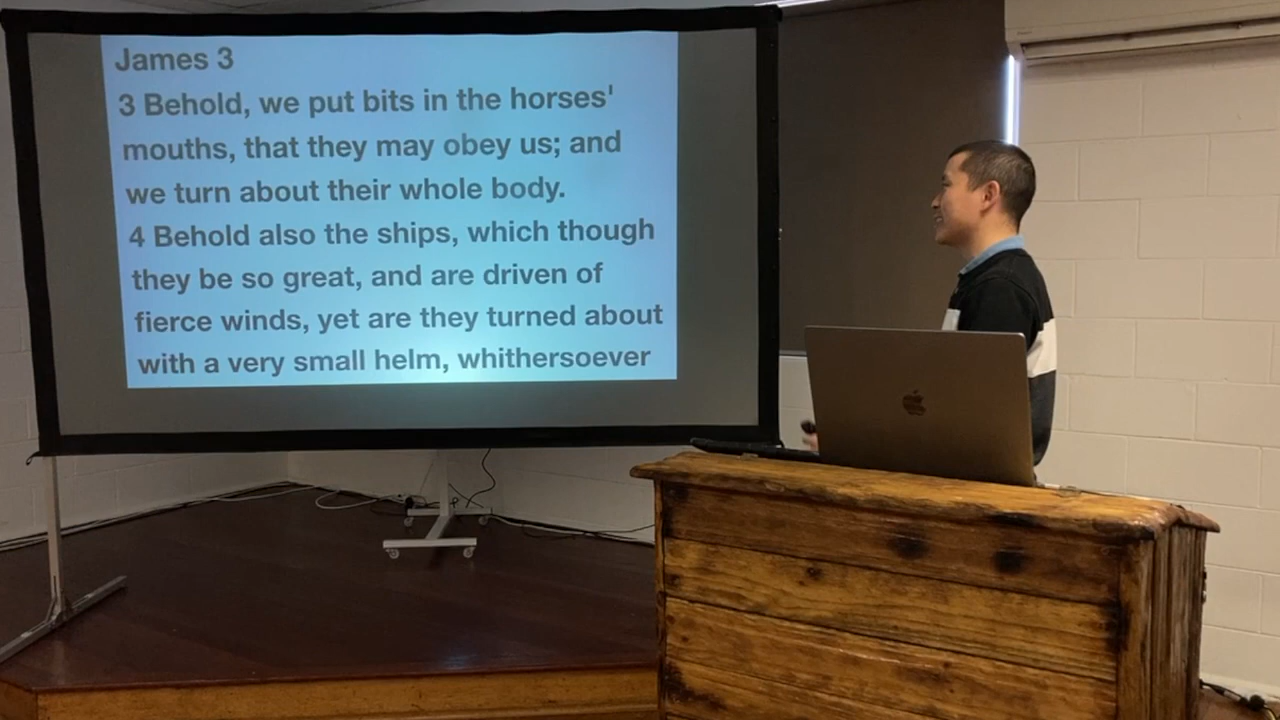 James 3
3 Behold, we put bits in the horses'
mouths, that they may obey us; and
we turn about their whole body.
4 Behold also the ships, which though
they be so great, and are driven of
fierce winds, yet are they turned about
with a very small helm, whithersoever